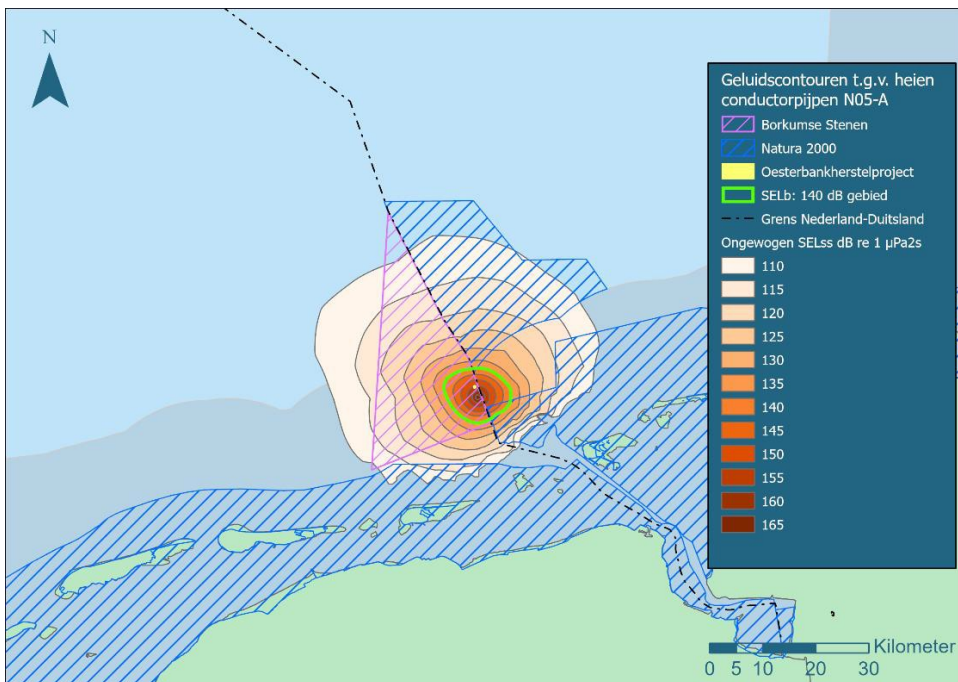 N
Geluidscontouren t.g.v. heien
conductorpijpen N05-A
Borkumse Stenen
Natura 2000
Oesterbankherstelproject
SELb: 140 dB gebied
Grens Nederland-Duitsland
Ongewogen SELss dB re 1 µPa2s
110
115
120
125
130
135
140
145
150
155
160
165
Kilometer
0 5 10 20 30